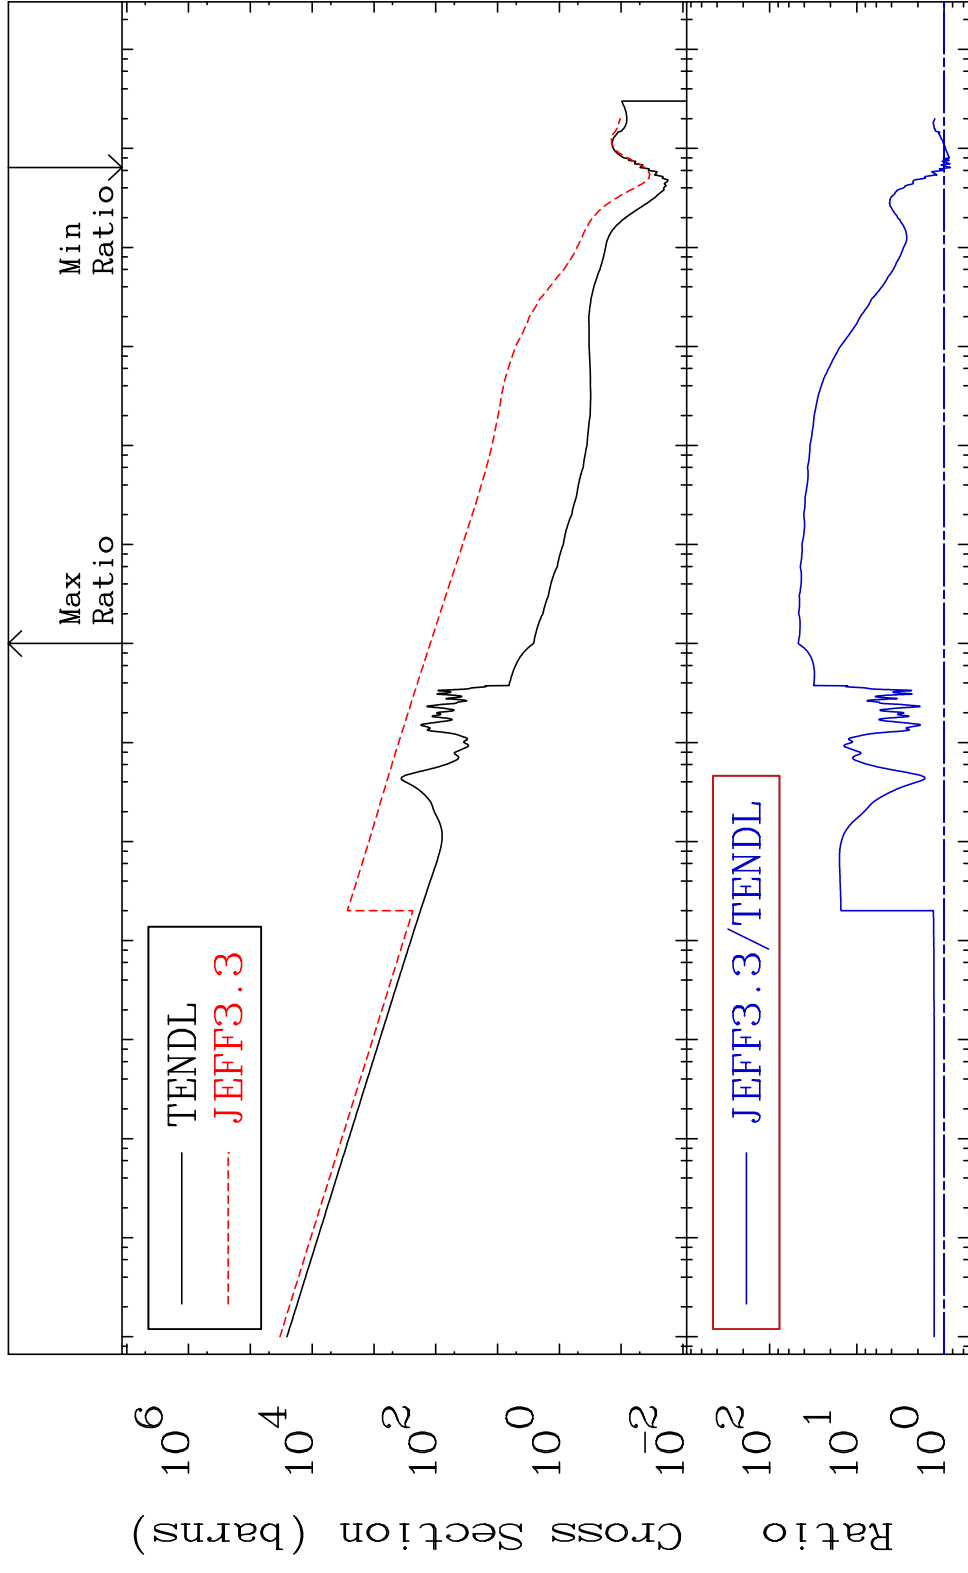 Max
Ratio
Min
Ratio
TENDL
JEFF3.3
10^6
10^4
10^2
10^0
10^-2
Cross Section (barns)
JEFF3.3/TENDL
10^2
10^1
10^0
Ratio